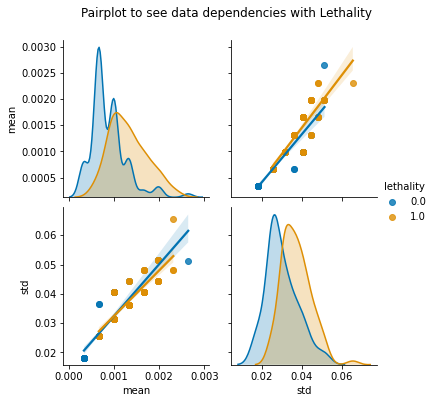 Pairplot to see data dependencies with Lethality
0.0030
0.0025
0.0020
0.0015
0.0010
0.0005
mean
lethality
0.0
1.0
0.06
0.05
0.04
0.03
0.02
std
0.000 0.001 0.002 0.003
0.02 0.04 0.06
mean
std